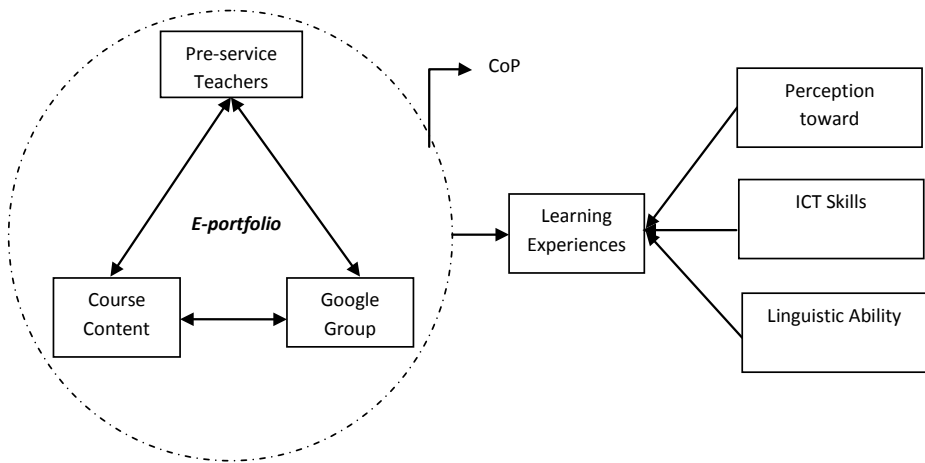 Pre-service
Teachers
CoP
E-portfolio
Course
Content
Google
Group
Learning
Experiences
Perception
toward
ICT Skills
Linguistic Ability